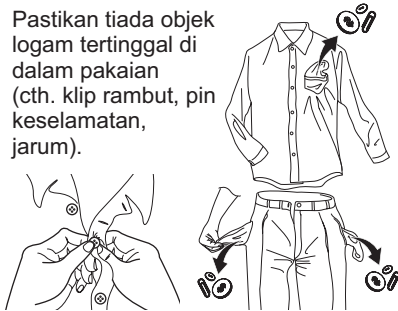 Pastikan tiada objek
logam tertinggal di
dalam pakaian
(cth. klip rambut, pin
keselamatan,
jarum).